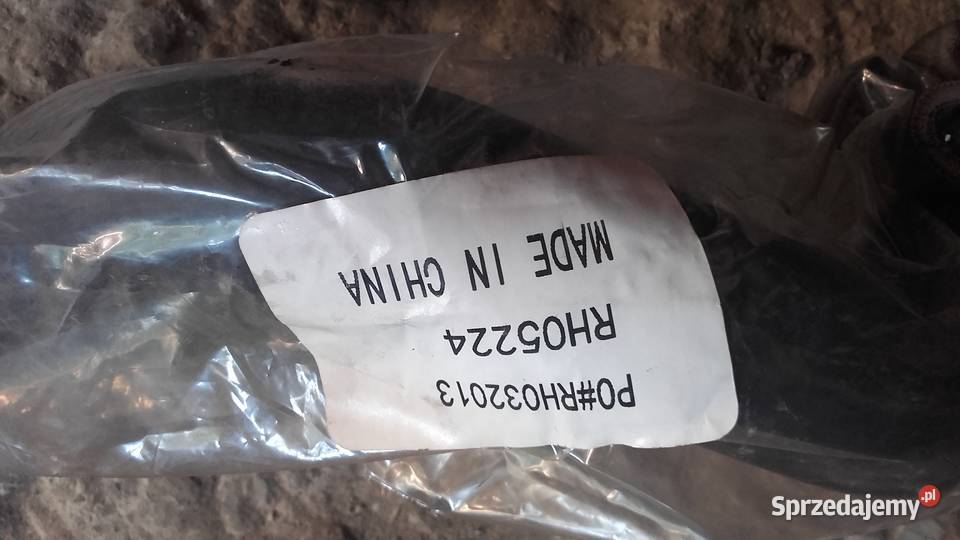 PO#RH032013
RH05224
MADE IN CHINA
Sprzedajemy.pl